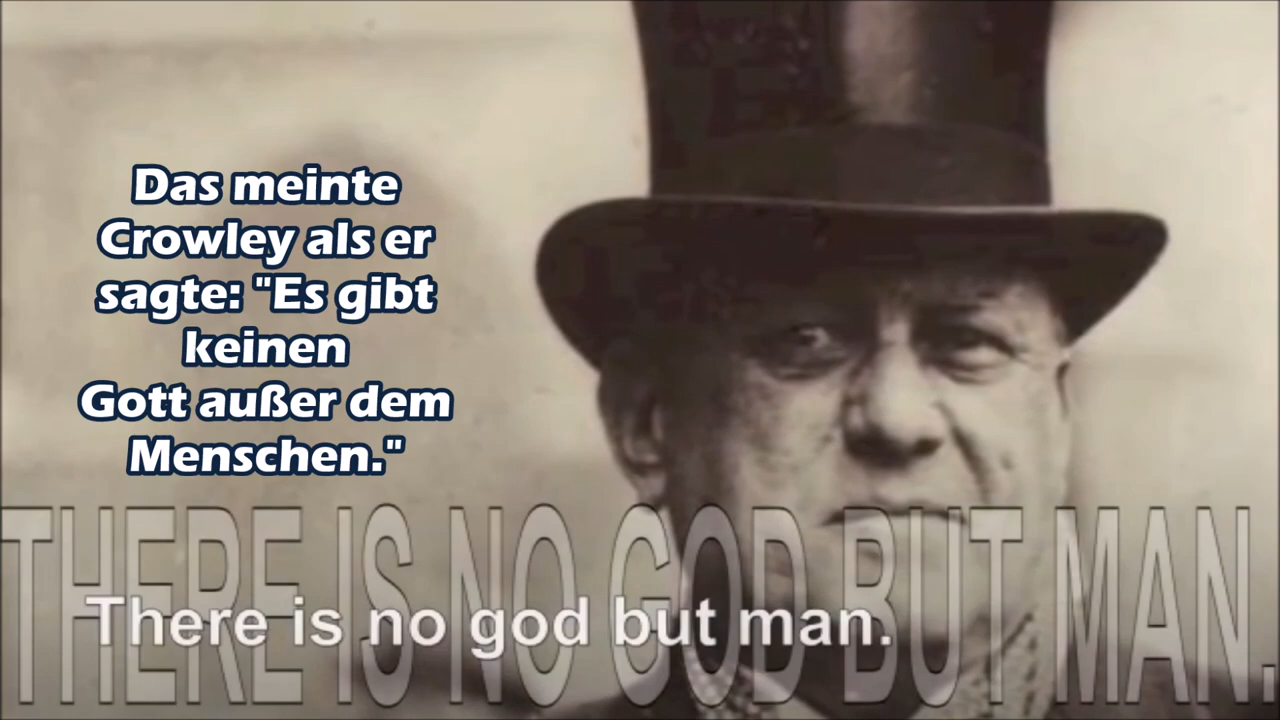 Das meinte
Crowley als er
sagte: "Es gibt
keinen
Gott außer dem
Menschen."
THERE IS NO GOD BUT MAN.
There is no god but man.